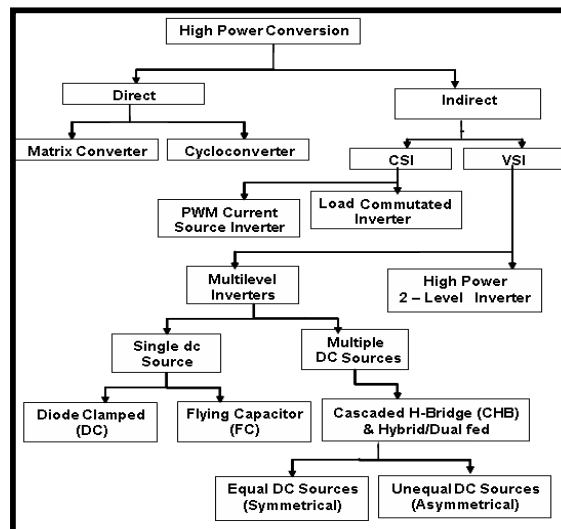 High Power Conversion
Direct
Indirect
Matrix Converter
Cycloconverter
CSI
VSI
PWM Current
Source Inverter
Load Commutated
Inverter
Multilevel
Inverters
High Power
2 – Level Inverter
Single dc
Source
Multiple
DC Sources
Diode Clamped
(DC)
Flying Capacitor
(FC)
Cascaded H-Bridge (CHB)
& Hybrid/Dual fed
Equal DC Sources
(Symmetrical)
Unequal DC Sources
(Asymmetrical)